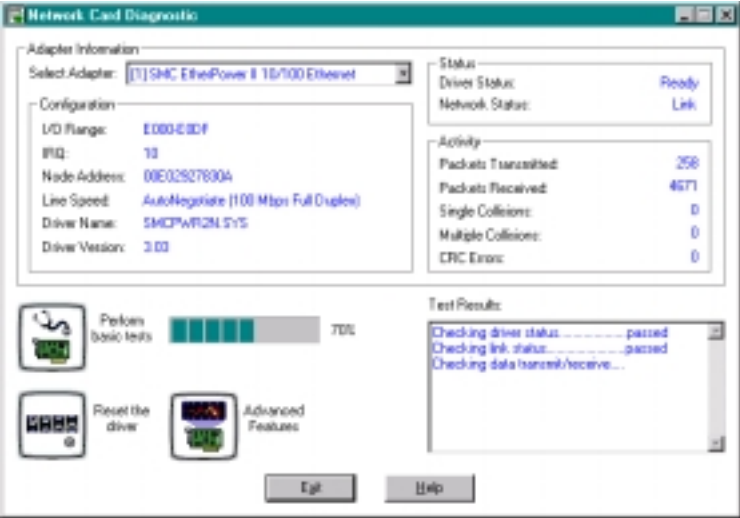 Network Card Diagnostic
Adapter Information
Select Adapter: [1] SMC EtherPower II 10/100 Ethernet
Configuration
I/O Range: E000-E0DF
IRQ: 10
Node Address: 00E02927830A
Line Speed: AutoNegotiate (100 Mbps Full Duplex)
Driver Name: SMCPWR2N.SYS
Driver Version: 3.03
Status
Driver Status: Ready
Network Status: Link
Activity
Packets Transmitted: 258
Packets Received: 4671
Single Collisions: 0
Multiple Collisions: 0
CRC Errors: 0
Perform basic tests
70%
Reset the driver
Advanced Features
Test Results:
Checking driver status....................passed
Checking link status.......................passed
Checking data transmit/receive....
Exit
Help